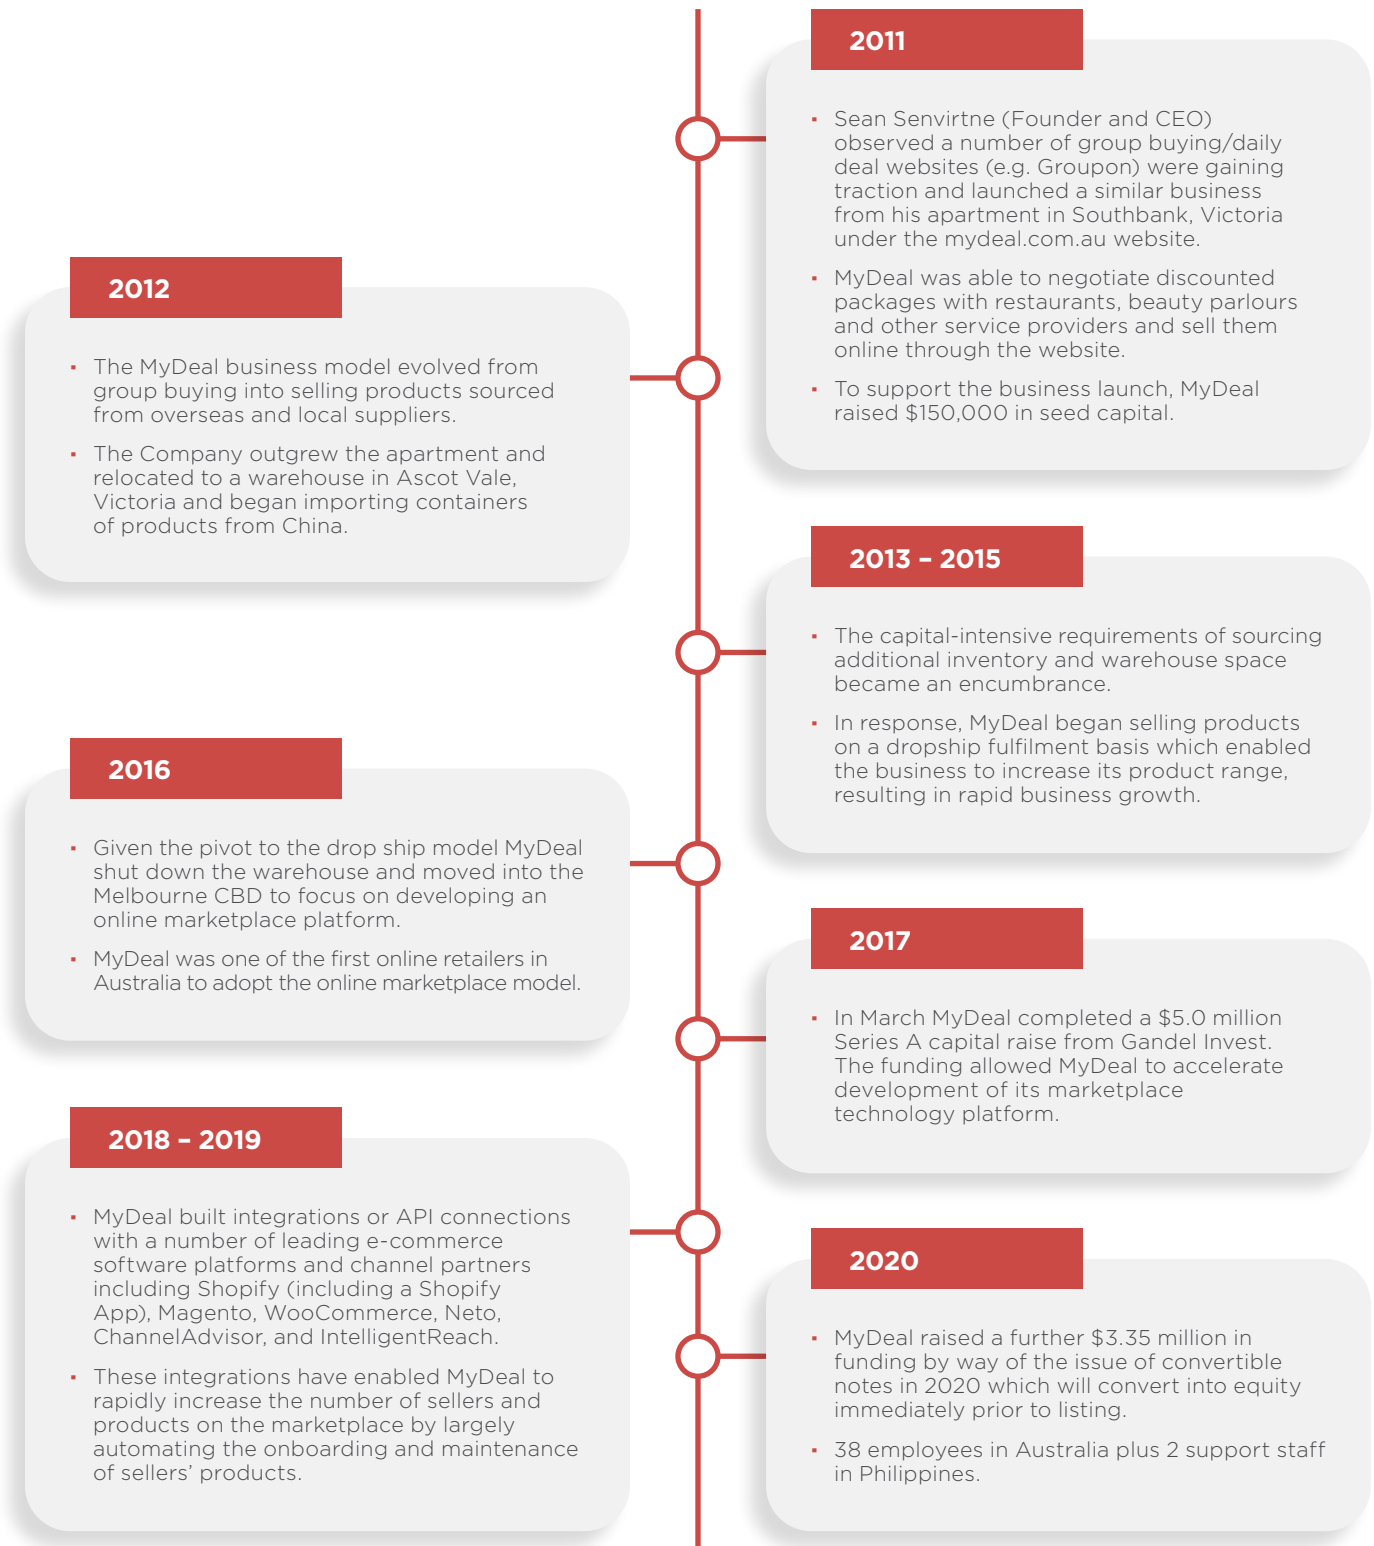 2011
▪ Sean Senvirtne (Founder and CEO)
observed a number of group buying/daily
deal websites (e.g. Groupon) were gaining
traction and launched a similar business
from his apartment in Southbank, Victoria
under the mydeal.com.au website.
▪ MyDeal was able to negotiate discounted
packages with restaurants, beauty parlours
and other service providers and sell them
online through the website.
▪ To support the business launch, MyDeal
raised $150,000 in seed capital.
2012
▪ The MyDeal business model evolved from
group buying into selling products sourced
from overseas and local suppliers.
▪ The Company outgrew the apartment and
relocated to a warehouse in Ascot Vale,
Victoria and began importing containers
of products from China.
2013 – 2015
▪ The capital-intensive requirements of sourcing
additional inventory and warehouse space
became an encumbrance.
▪ In response, MyDeal began selling products
on a dropship fulfilment basis which enabled
the business to increase its product range,
resulting in rapid business growth.
2016
▪ Given the pivot to the drop ship model MyDeal
shut down the warehouse and moved into the
Melbourne CBD to focus on developing an
online marketplace platform.
▪ MyDeal was one of the first online retailers in
Australia to adopt the online marketplace model.
2017
▪ In March MyDeal completed a $5.0 million
Series A capital raise from Gandel Invest.
The funding allowed MyDeal to accelerate
development of its marketplace
technology platform.
2018 – 2019
▪ MyDeal built integrations or API connections
with a number of leading e-commerce
software platforms and channel partners
including Shopify (including a Shopify
App), Magento, WooCommerce, Neto,
ChannelAdvisor, and IntelligentReach.
▪ These integrations have enabled MyDeal to
rapidly increase the number of sellers and
products on the marketplace by largely
automating the onboarding and maintenance
of sellers’ products.
2020
▪ MyDeal raised a further $3.35 million in
funding by way of the issue of convertible
notes in 2020 which will convert into equity
immediately prior to listing.
▪ 38 employees in Australia plus 2 support staff
in Philippines.